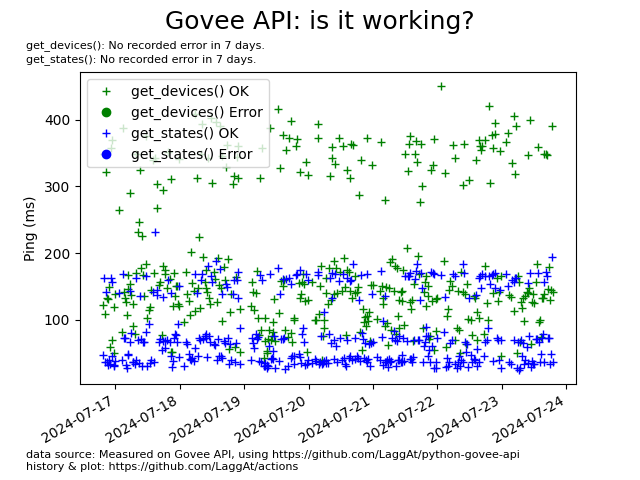 Govee API: is it working?
get_devices(): No recorded error in 7 days.
get_states(): No recorded error in 7 days.
get_devices() OK
get_devices() Error
get_states() OK
get_states() Error
400
300
200
100
Ping (ms)
2024-07-17
2024-07-18
2024-07-19
2024-07-20
2024-07-21
2024-07-22
2024-07-23
2024-07-24
data source: Measured on Govee API, using https://github.com/LaggAt/python-govee-api
history & plot: https://github.com/LaggAt/actions